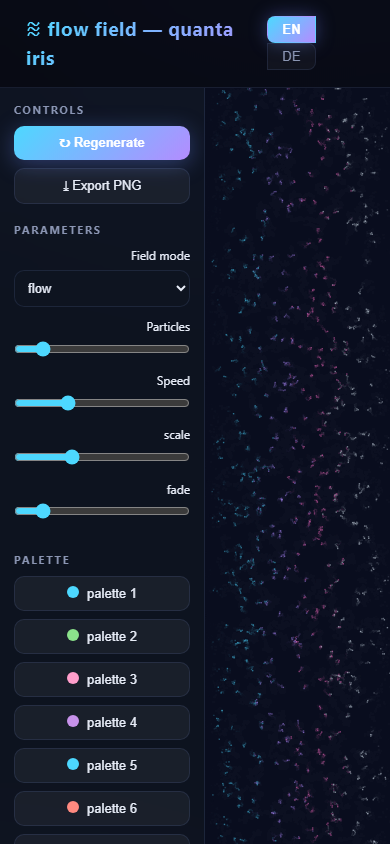 ≋ flow field — quanta
iris
EN
DE
CONTROLS
↻ Regenerate
⤓ Export PNG
PARAMETERS
Field mode
flow
Particles
Speed
scale
fade
PALETTE
palette 1
palette 2
palette 3
palette 4
palette 5
palette 6